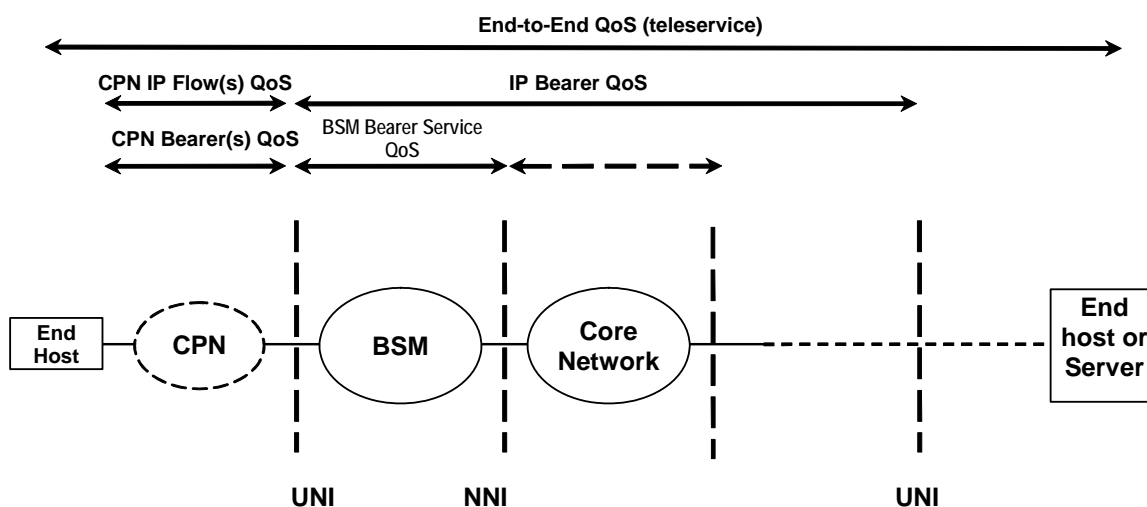 End-to-End QoS (teleservice)
CPN IP Flow(s) QoS
IP Bearer QoS
CPN Bearer(s) QoS
BSM Bearer Service
QoS
End
Host
CPN
BSM
Core
Network
End
host or
Server
UNI
NNI
UNI